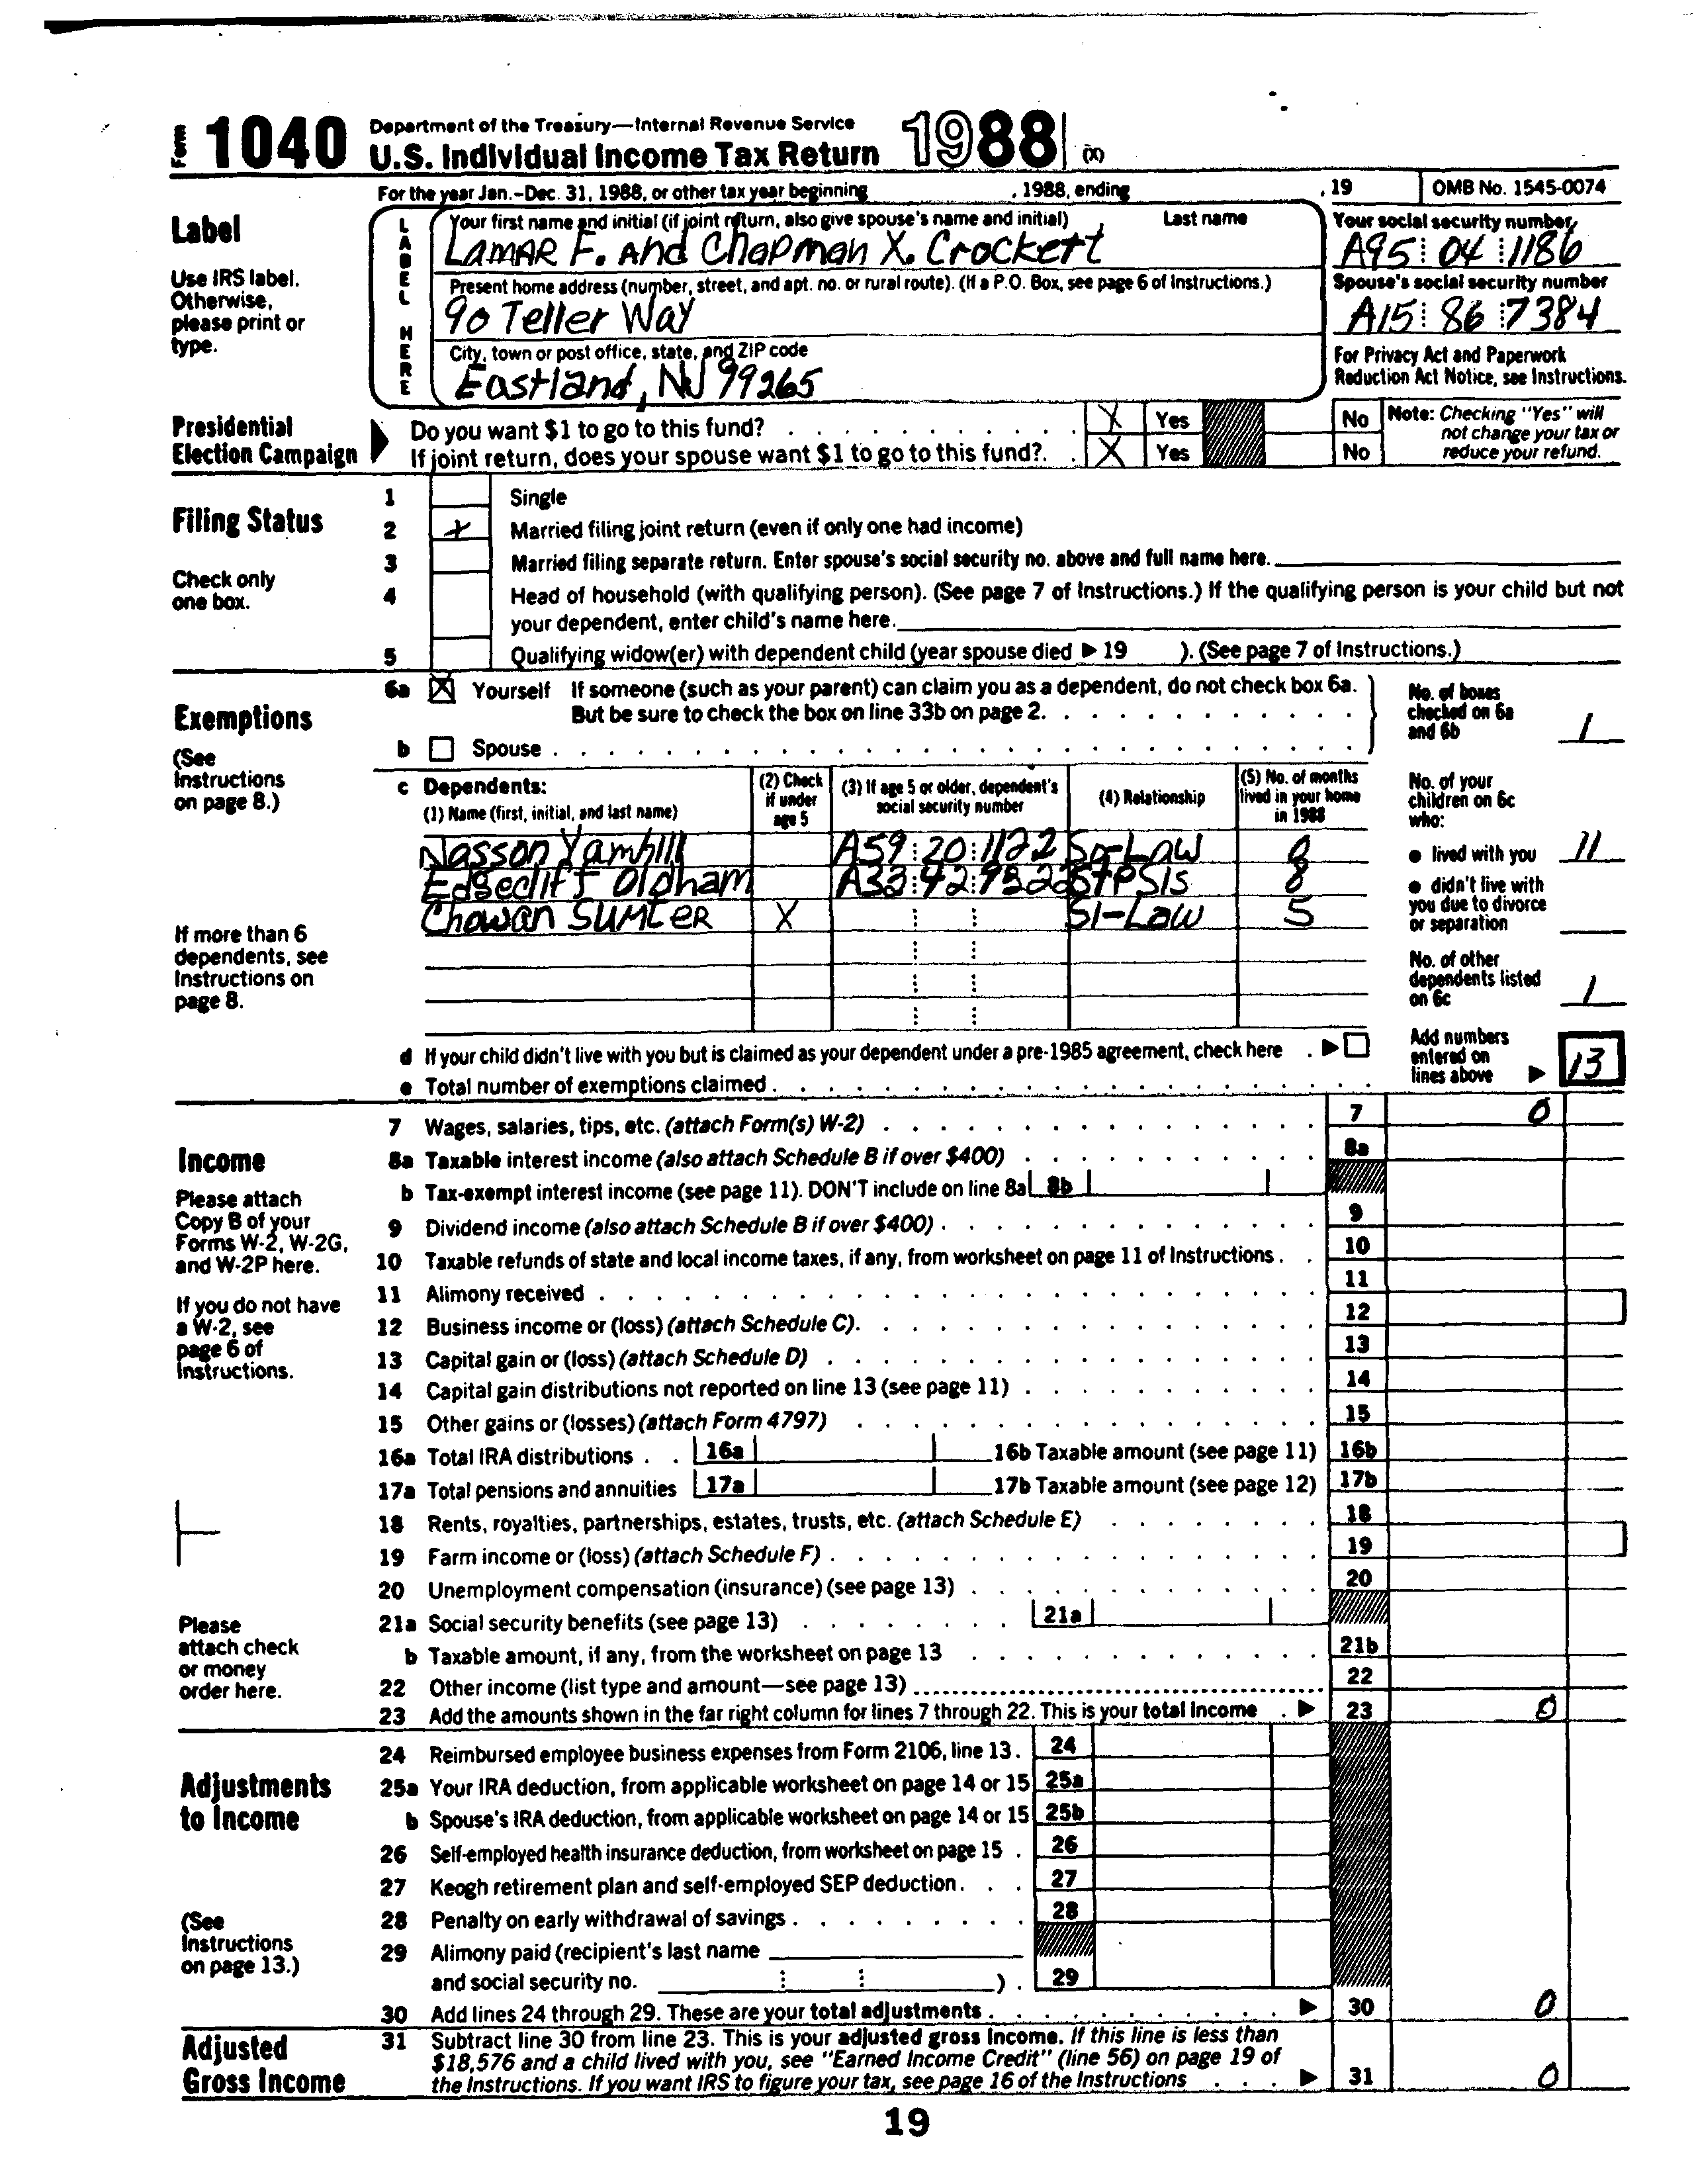 Form 1040 Department of the Treasury—Internal Revenue Service
U.S. Individual Income Tax Return 1988 (X)
For the year Jan.-Dec. 31, 1988, or other tax year beginning , 1988, ending , 19 OMB No. 1545-0074
Label
Use IRS label.
Otherwise,
please print or
type.
LABEL HERE
Your first name and initial (if joint return, also give spouse's name and initial) Last name
LAMAR F. And Chapman X. Crockett
Your social security number
A95 04 1186
Present home address (number, street, and apt. no. or rural route). (If a P.O. Box, see page 6 of Instructions.)
90 Teller Way
Spouse's social security number
A15 86 7384
City, town or post office, state, and ZIP code
Eastland, NJ 99265
For Privacy Act and Paperwork
Reduction Act Notice, see Instructions.
Presidential
Election Campaign
Do you want $1 to go to this fund? X Yes No
If joint return, does your spouse want $1 to go to this fund?. X Yes No
Note: Checking "Yes" will
not change your tax or
reduce your refund.
Filing Status
Check only
one box.
1 Single
2 X Married filing joint return (even if only one had income)
3 Married filing separate return. Enter spouse's social security no. above and full name here.
4 Head of household (with qualifying person). (See page 7 of Instructions.) If the qualifying person is your child but not
your dependent, enter child's name here.
5 Qualifying widow(er) with dependent child (year spouse died ▶ 19 ). (See page 7 of Instructions.)
Exemptions
(See
Instructions
on page 8.)
If more than 6
dependents, see
Instructions on
page 8.
6a X Yourself If someone (such as your parent) can claim you as a dependent, do not check box 6a.
But be sure to check the box on line 33b on page 2.
b Spouse
No. of boxes
checked on 6a
and 6b 1
c Dependents:
(1) Name (first, initial, and last name)
(2) Check
if under
age 5
(3) If age 5 or older, dependent's
social security number
(4) Relationship
(5) No. of months
lived in your home
in 1988
Nasson Yamhill A59 20 1122 So-Law 8
Edgeclift Oldham A33 42 9322 STPSIS 8
Chowan SUMTER X SI-Law 5
No. of your
children on 6c
who:
● lived with you 11
● didn't live with
you due to divorce
or separation
No. of other
dependents listed
on 6c 1
d If your child didn't live with you but is claimed as your dependent under a pre-1985 agreement, check here ▶
e Total number of exemptions claimed
Add numbers
entered on
lines above ▶ 13
Income
Please attach
Copy B of your
Forms W-2, W-2G,
and W-2P here.
If you do not have
a W-2, see
page 6 of
Instructions.
Please
attach check
or money
order here.
7 Wages, salaries, tips, etc. (attach Form(s) W-2) 7 0
8a Taxable interest income (also attach Schedule B if over $400) 8a
b Tax-exempt interest income (see page 11). DON'T include on line 8a 8b
9 Dividend income (also attach Schedule B if over $400) 9
10 Taxable refunds of state and local income taxes, if any, from worksheet on page 11 of Instructions 10
11 Alimony received 11
12 Business income or (loss) (attach Schedule C). 12
13 Capital gain or (loss) (attach Schedule D) 13
14 Capital gain distributions not reported on line 13 (see page 11) 14
15 Other gains or (losses) (attach Form 4797) 15
16a Total IRA distributions 16a 16b Taxable amount (see page 11) 16b
17a Total pensions and annuities 17a 17b Taxable amount (see page 12) 17b
18 Rents, royalties, partnerships, estates, trusts, etc. (attach Schedule E) 18
19 Farm income or (loss) (attach Schedule F) 19
20 Unemployment compensation (insurance) (see page 13) 20
21a Social security benefits (see page 13) 21a
b Taxable amount, if any, from the worksheet on page 13 21b
22 Other income (list type and amount—see page 13) 22
23 Add the amounts shown in the far right column for lines 7 through 22. This is your total income ▶ 23 0
Adjustments
to Income
(See
Instructions
on page 13.)
24 Reimbursed employee business expenses from Form 2106, line 13. 24
25a Your IRA deduction, from applicable worksheet on page 14 or 15 25a
b Spouse's IRA deduction, from applicable worksheet on page 14 or 15 25b
26 Self-employed health insurance deduction, from worksheet on page 15 26
27 Keogh retirement plan and self-employed SEP deduction 27
28 Penalty on early withdrawal of savings 28
29 Alimony paid (recipient's last name
and social security no. ) 29
30 Add lines 24 through 29. These are your total adjustments ▶ 30 0
Adjusted
Gross Income
31 Subtract line 30 from line 23. This is your adjusted gross income. If this line is less than
$18,576 and a child lived with you, see "Earned Income Credit" (line 56) on page 19 of
the Instructions. If you want IRS to figure your tax, see page 16 of the Instructions ▶ 31 0
19